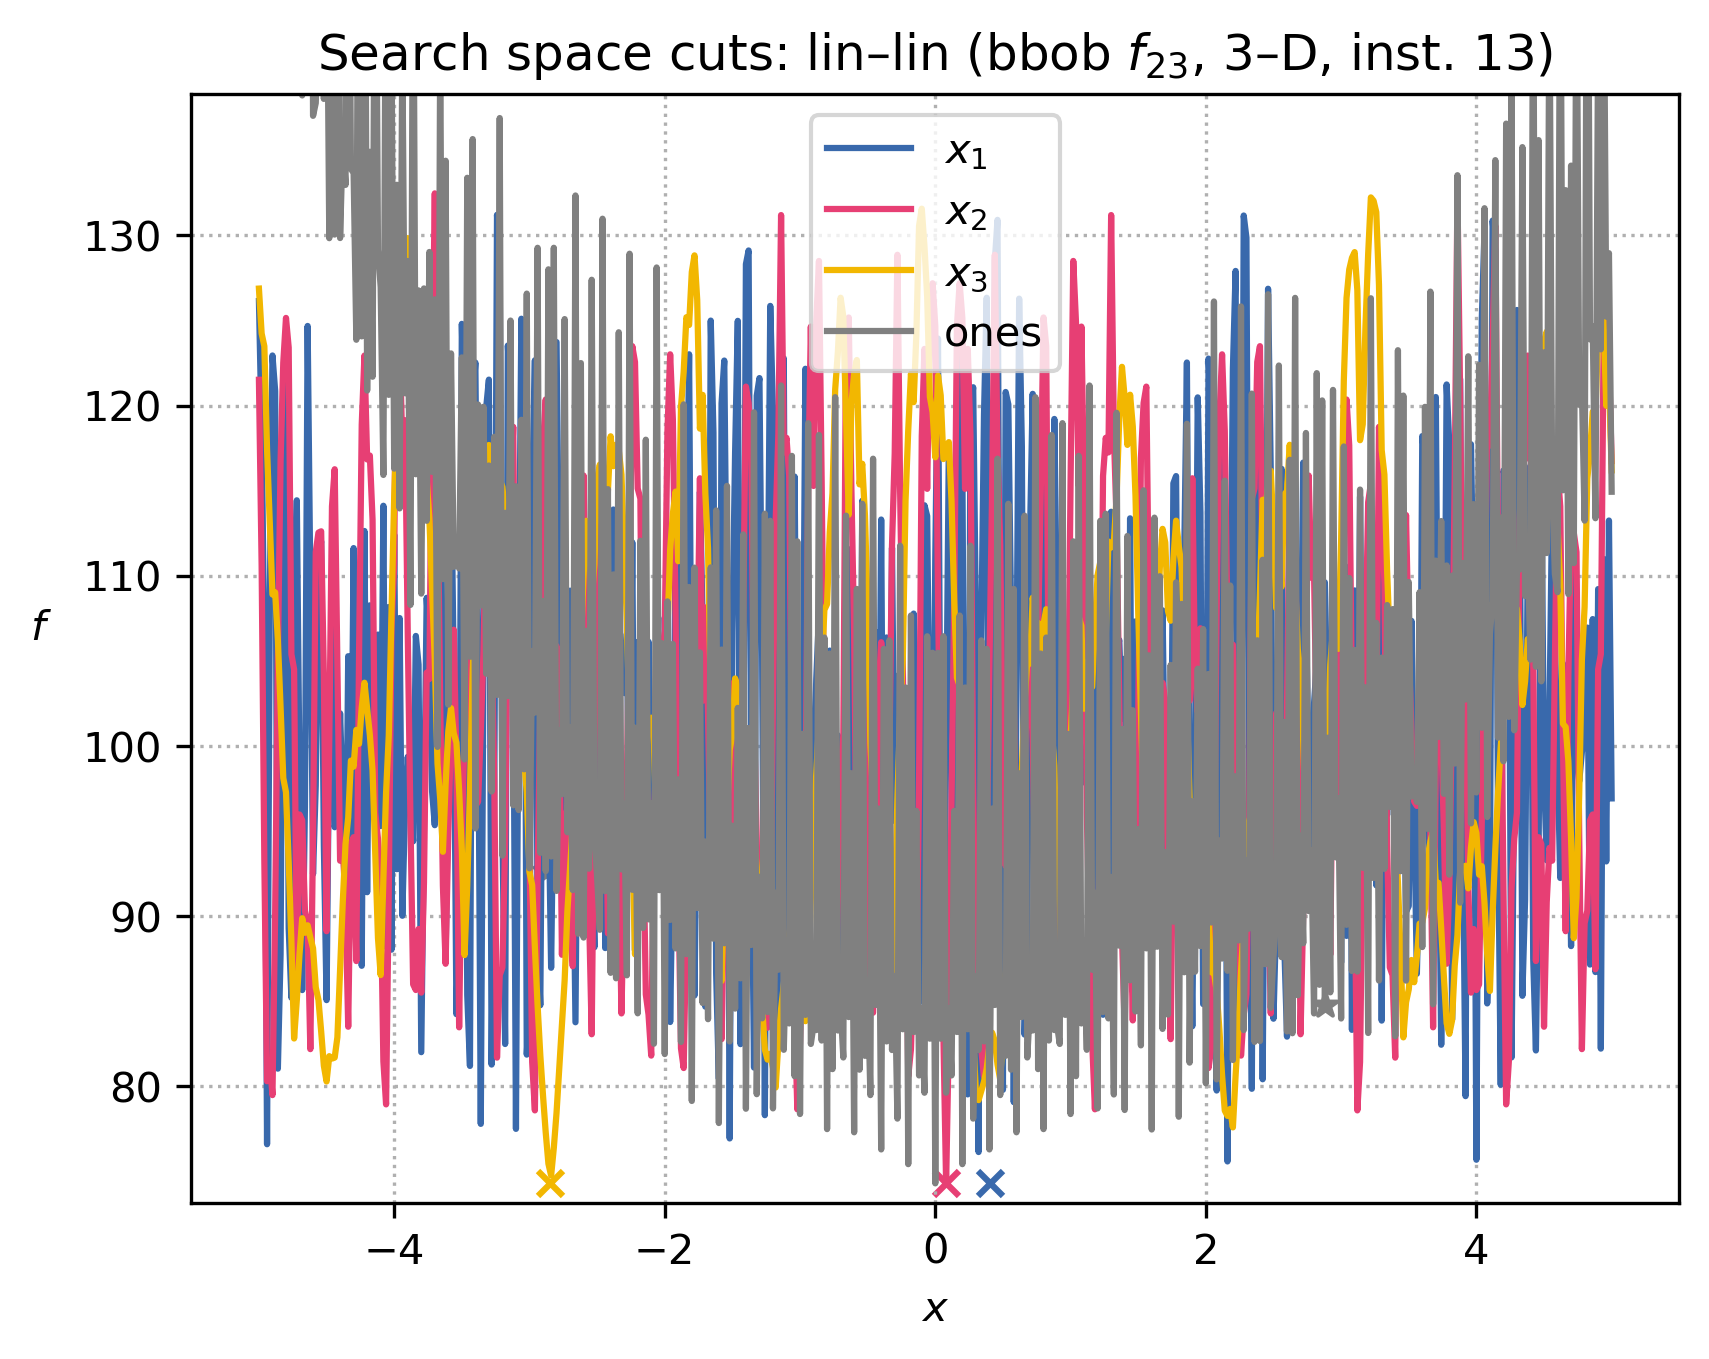 Search space cuts: lin–lin (bbob f₂₃, 3–D, inst. 13)
x₁
x₂
x₃
ones
130
120
110
100
90
80
f
−4 −2 0 2 4
x